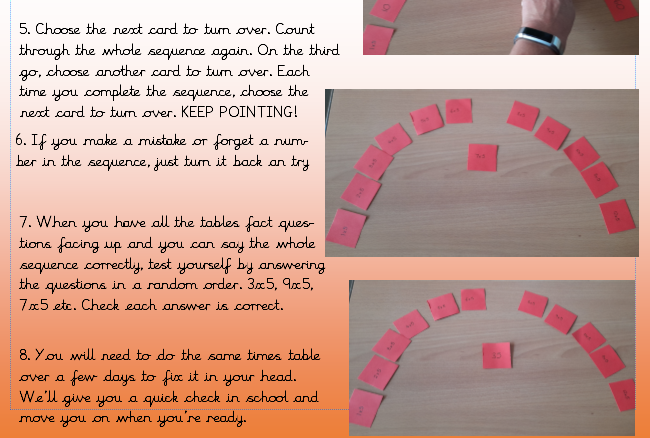 5. Choose the next card to turn over. Count
through the whole sequence again. On the third
go, choose another card to turn over. Each
time you complete the sequence, choose the
next card to turn over. KEEP POINTING!
6. If you make a mistake or forget a num-
ber in the sequence, just turn it back an try
7. When you have all the tables fact ques-
tions facing up and you can say the whole
sequence correctly, test yourself by answering
the questions in a random order. 3x5, 9x5,
7x5 etc. Check each answer is correct.
8. You will need to do the same times table
over a few days to fix it in your head.
We'll give you a quick check in school and
move you on when you're ready.